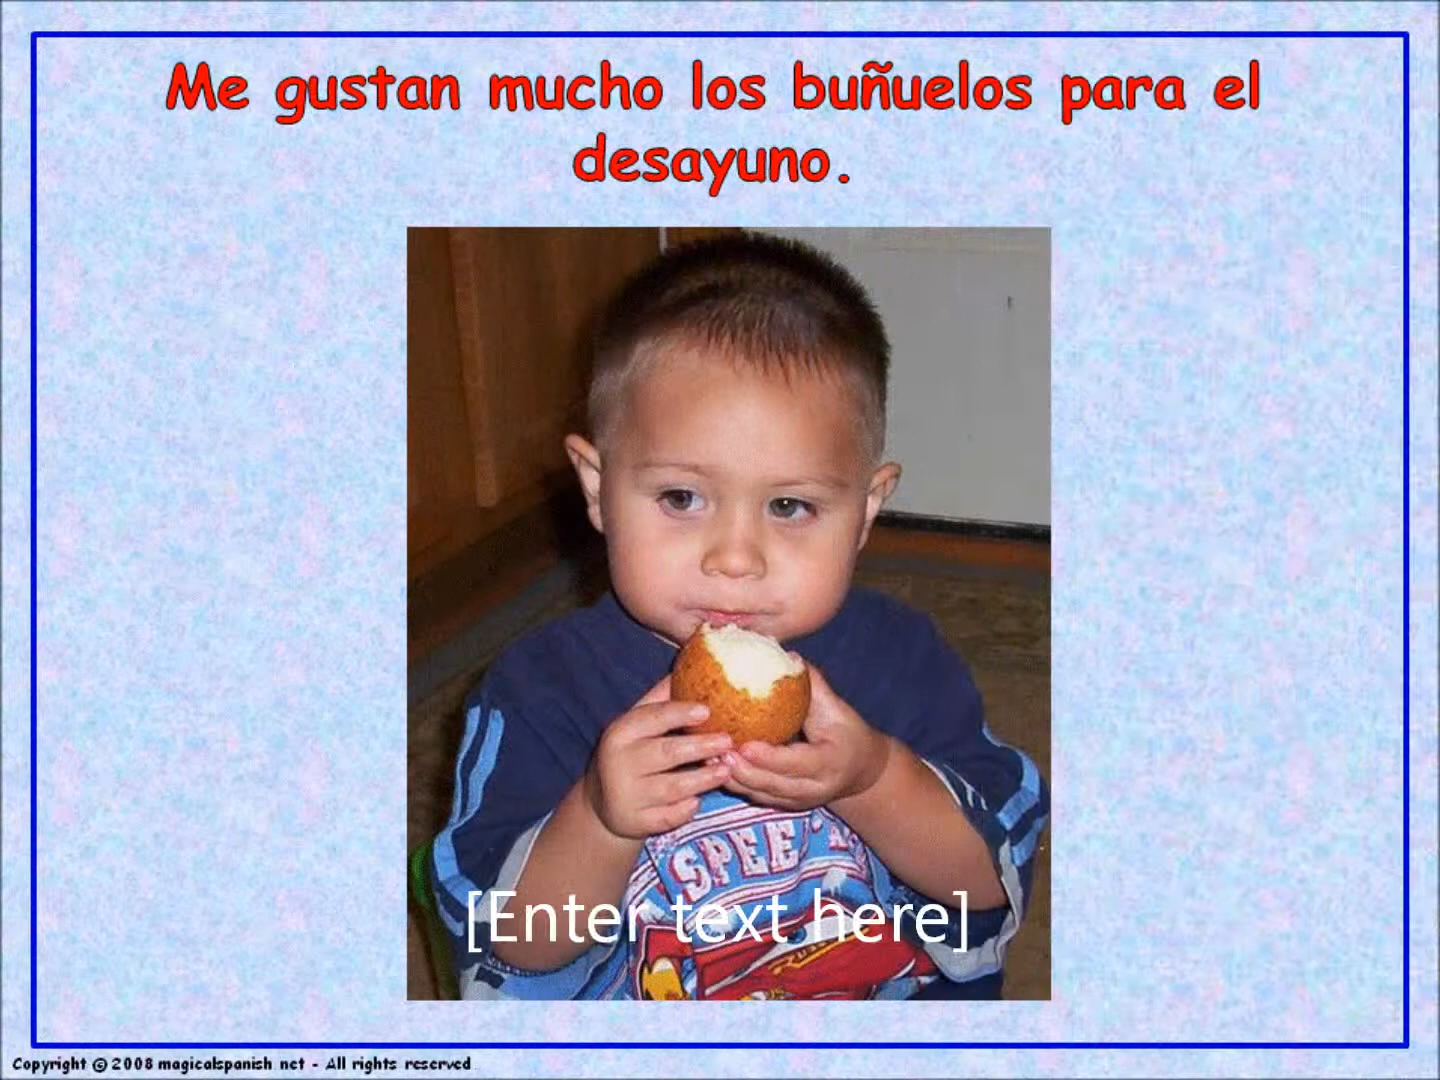 Me gustan mucho los buñuelos para el
desayuno.
[Enter text here]
Copyright © 2008 magicalspanish.net - All rights reserved